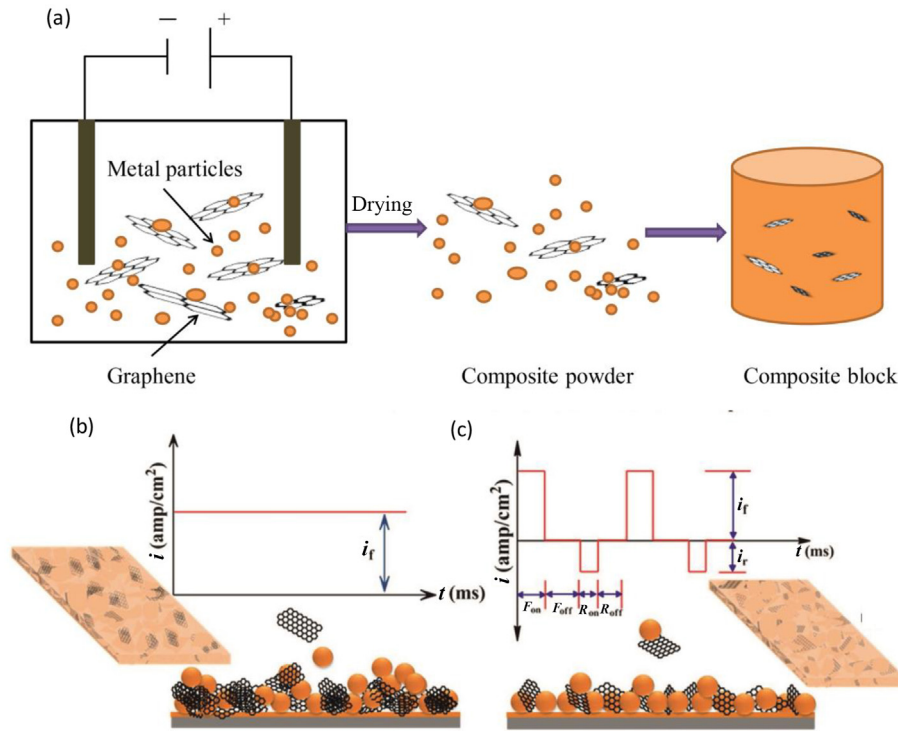 (a)
− +
Metal particles
Drying
Graphene
Composite powder
Composite block
(b)
(c)
i (amp/cm²)
i_f
t (ms)
i (amp/cm²)
i_f
t (ms)
i_r
F_on F_off R_on R_off